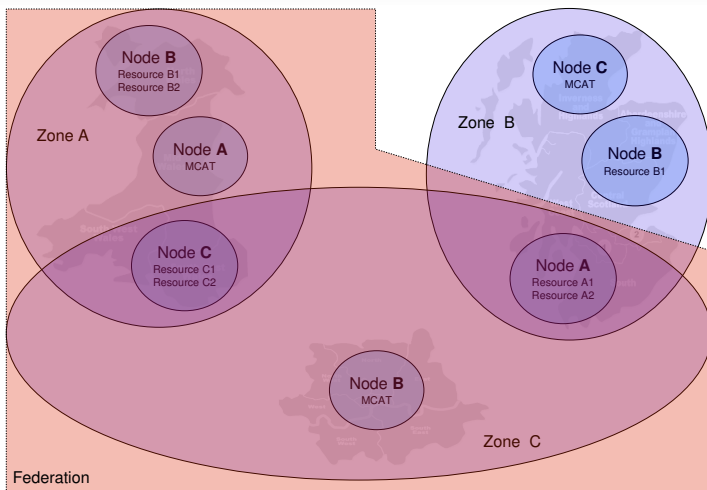 Node B
Resource B1
Resource B2
Zone A
Node A
MCAT
Node C
Resource C1
Resource C2
Node C
MCAT
Zone B
Node B
Resource B1
Node A
Resource A1
Resource A2
Node B
MCAT
Zone C
Federation